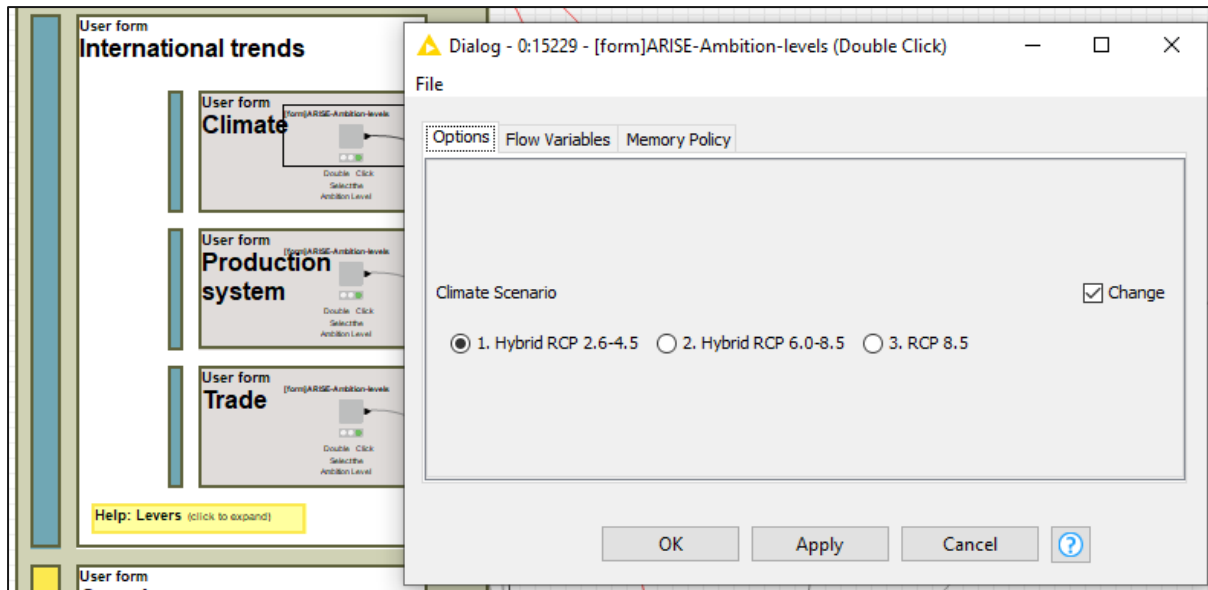 User form
International trends
User form
Climate
[form]ARISE-Ambition-levels
Double Click
Select the
Ambition Level
User form
Production
system
[form]ARISE-Ambition-levels
Double Click
Select the
Ambition Level
User form
Trade
[form]ARISE-Ambition-levels
Double Click
Select the
Ambition Level
Help: Levers (click to expand)
User form
Dialog - 0:15229 - [form]ARISE-Ambition-levels (Double Click)
File
Options Flow Variables Memory Policy
Climate Scenario Change
1. Hybrid RCP 2.6-4.5 2. Hybrid RCP 6.0-8.5 3. RCP 8.5
OK Apply Cancel ?